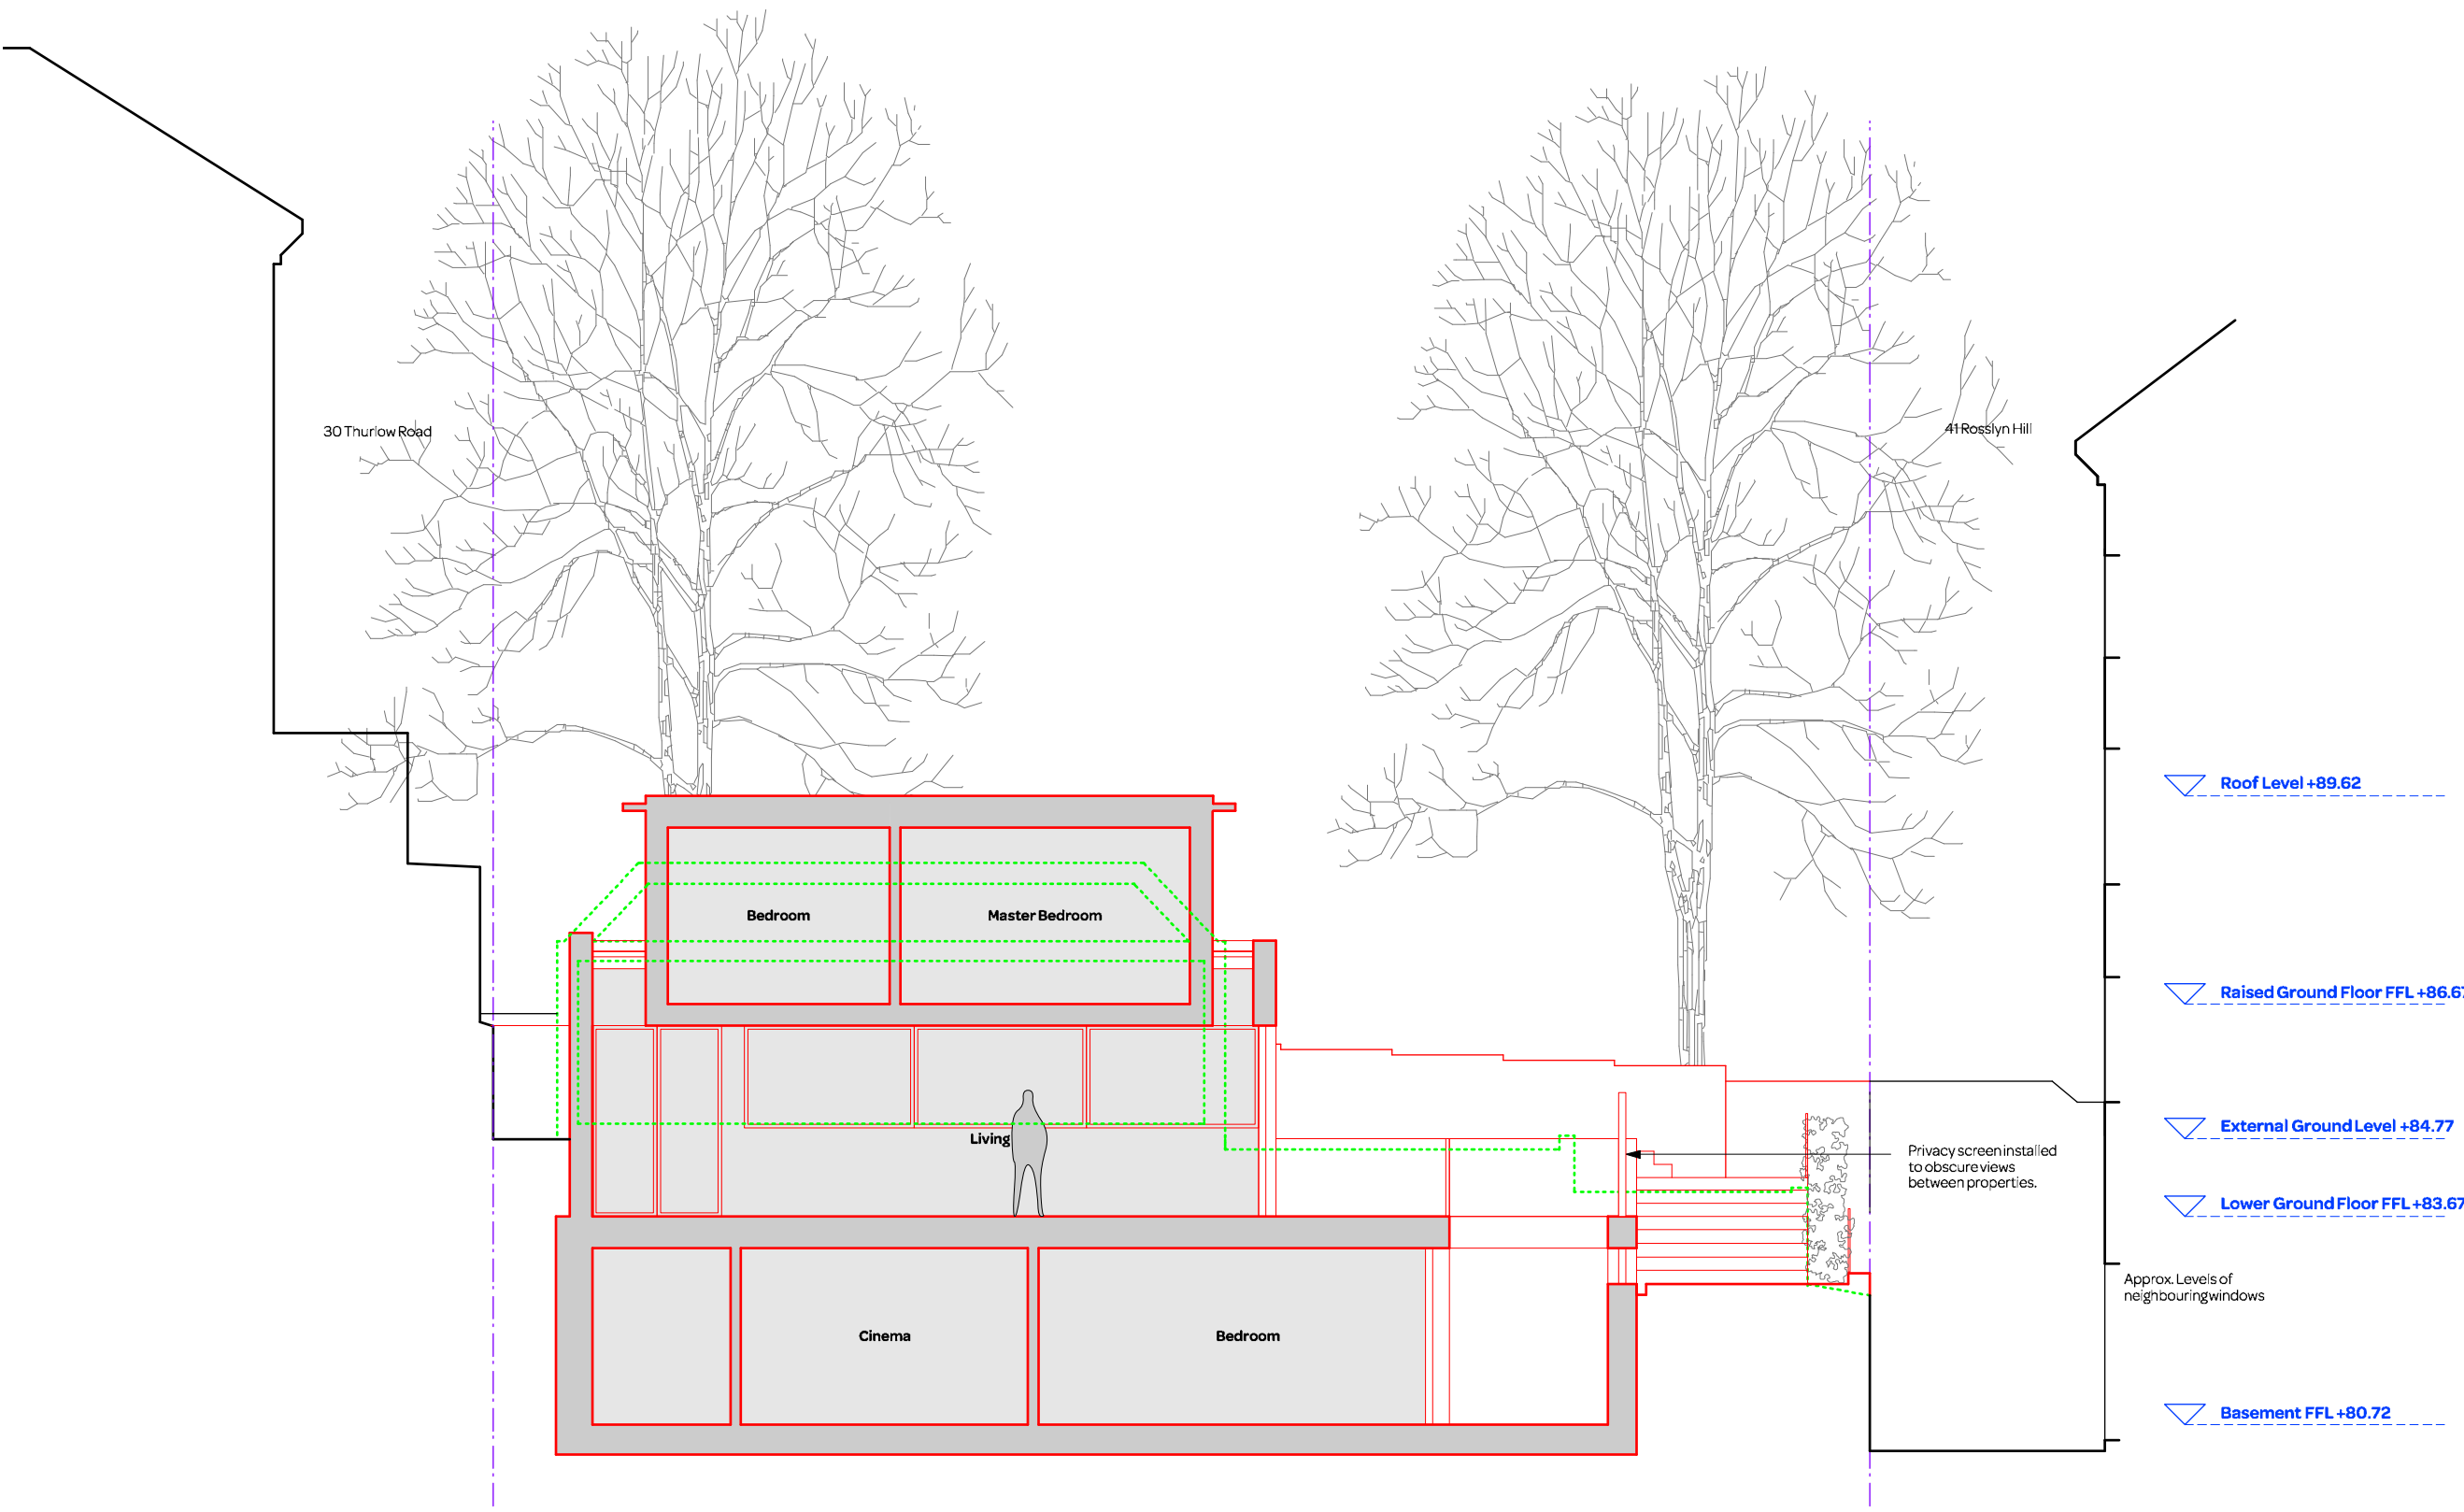 30 Thurlow Road
41 Rosslyn Hill
Roof Level +89.62
Bedroom
Master Bedroom
Raised Ground Floor FFL +86.67
External Ground Level +84.77
Living
Privacy screen installed
to obscure views
between properties.
Lower Ground Floor FFL +83.67
Approx. Levels of
neighbouring windows
Cinema
Bedroom
Basement FFL +80.72